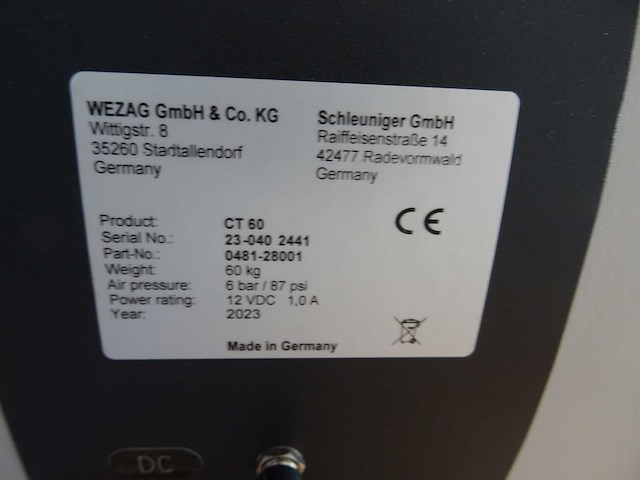 WEZAG GmbH & Co. KG
Wittigstr. 8
35260 Stadtallendorf
Germany
Schleuniger GmbH
Raiffeisenstraße 14
42477 Radevormwald
Germany
CE
Product: CT 60
Serial No.: 23-040 2441
Part-No.: 0481-28001
Weight: 60 kg
Air pressure: 6 bar / 87 psi
Power rating: 12 VDC 1,0 A
Year: 2023
Made in Germany
DC